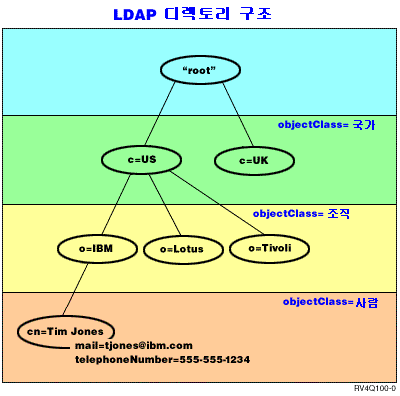 LDAP 디렉토리 구조
“root”
objectClass= 국가
c=US
c=UK
objectClass= 조직
o=IBM
o=Lotus
o=Tivoli
objectClass=사람
cn=Tim Jones
mail=tjones@ibm.com
telephoneNumber=555-555-1234
RV4Q100-0